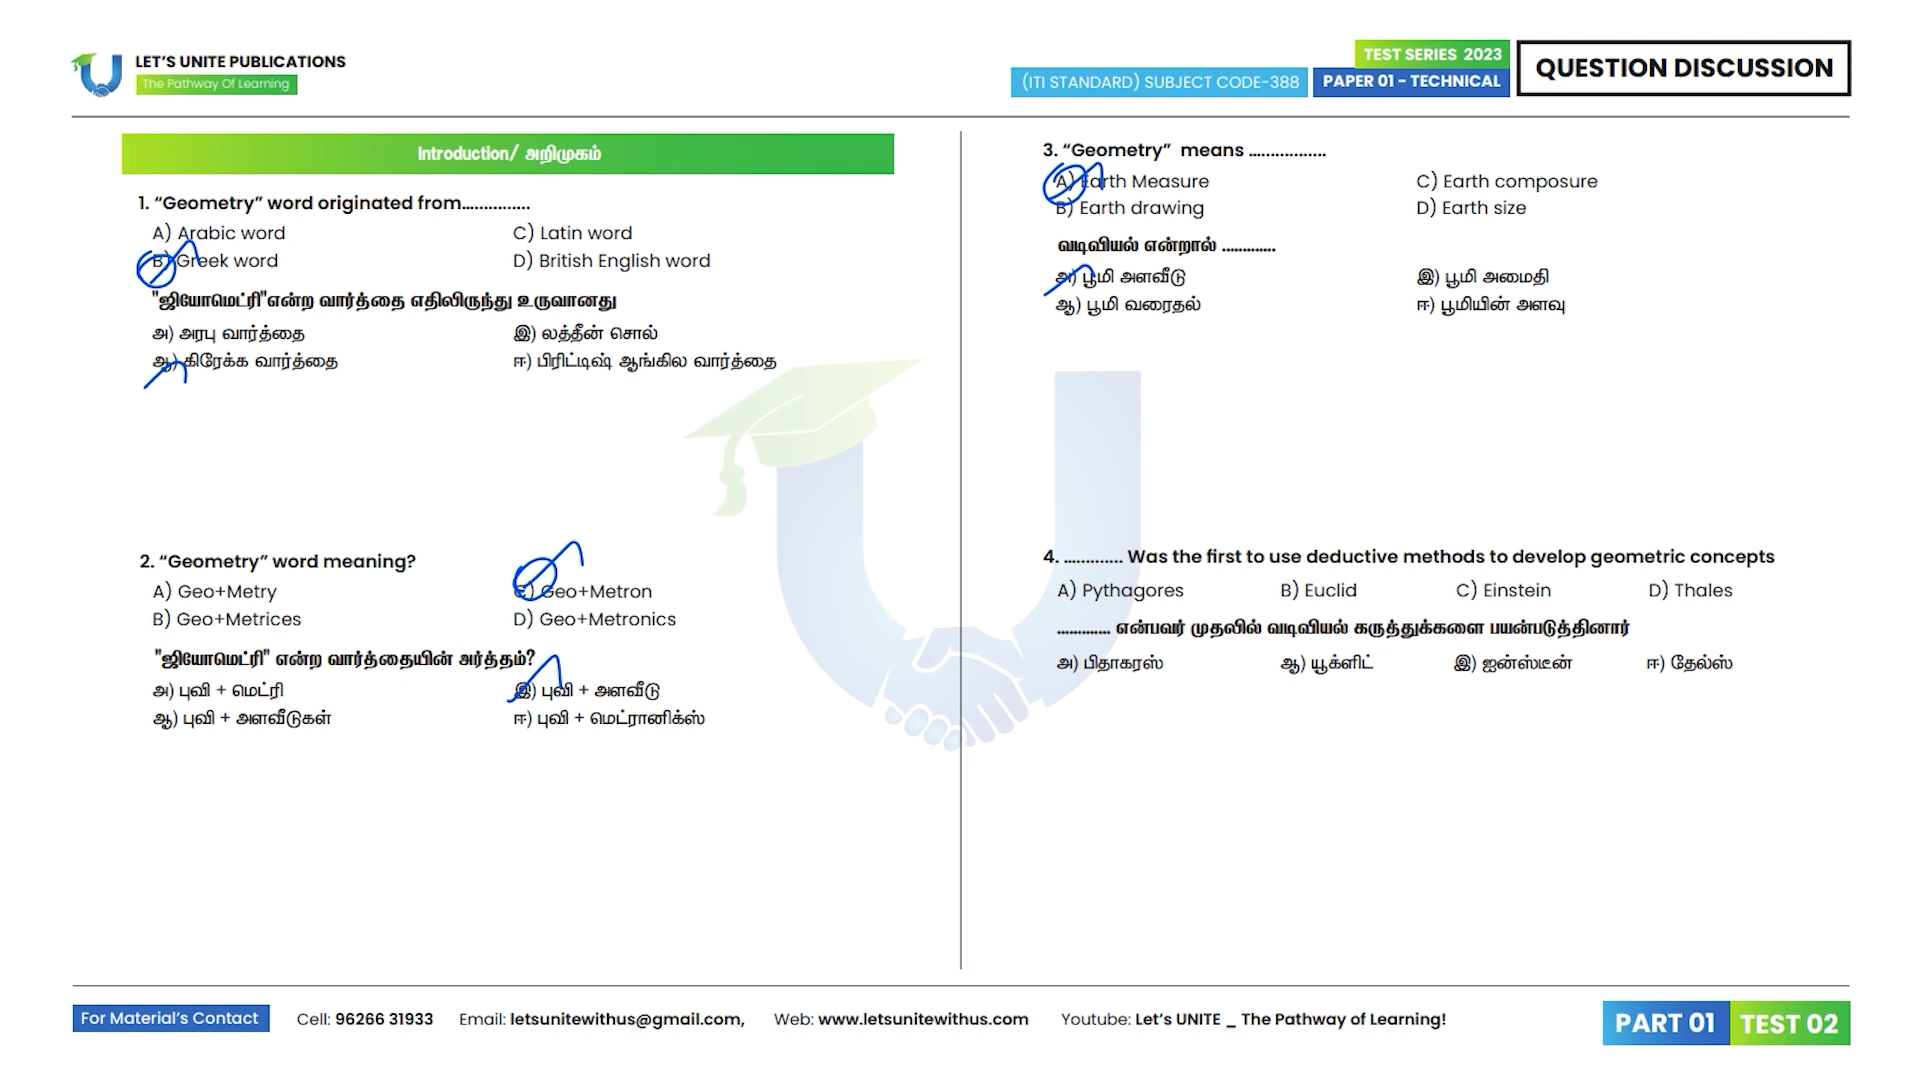 LET'S UNITE PUBLICATIONS
The Pathway Of Learning
TEST SERIES 2023
(ITI STANDARD) SUBJECT CODE-388
PAPER 01 - TECHNICAL
QUESTION DISCUSSION
Introduction/ அறிமுகம்
1. “Geometry” word originated from..............
A) Arabic word
C) Latin word
B) Greek word
D) British English word
"ஜியோமெட்ரி"என்ற வார்த்தை எதிலிருந்து உருவானது
அ) அரபு வார்த்தை
இ) லத்தீன் சொல்
ஆ) கிரேக்க வார்த்தை
ஈ) பிரிட்டிஷ் ஆங்கில வார்த்தை
2. “Geometry” word meaning?
A) Geo+Metry
C) Geo+Metron
B) Geo+Metrices
D) Geo+Metronics
"ஜியோமெட்ரி" என்ற வார்த்தையின் அர்த்தம்?
அ) புவி + மெட்ரி
இ) புவி + அளவீடு
ஆ) புவி + அளவீடுகள்
ஈ) புவி + மெட்ரானிக்ஸ்
3. “Geometry” means .................
A) Earth Measure
C) Earth composure
B) Earth drawing
D) Earth size
வடிவியல் என்றால் .............
அ) பூமி அளவீடு
இ) பூமி அமைதி
ஆ) பூமி வரைதல்
ஈ) பூமியின் அளவு
4. ............. Was the first to use deductive methods to develop geometric concepts
A) Pythagores B) Euclid C) Einstein D) Thales
............. என்பவர் முதலில் வடிவியல் கருத்துக்களை பயன்படுத்தினார்
அ) பிதாகரஸ் ஆ) யூக்ளிட் இ) ஐன்ஸ்டீன் ஈ) தேல்ஸ்
For Material's Contact Cell: 96266 31933 Email: letsunitewithus@gmail.com, Web: www.letsunitewithus.com Youtube: Let's UNITE _ The Pathway of Learning!
PART 01 TEST 02